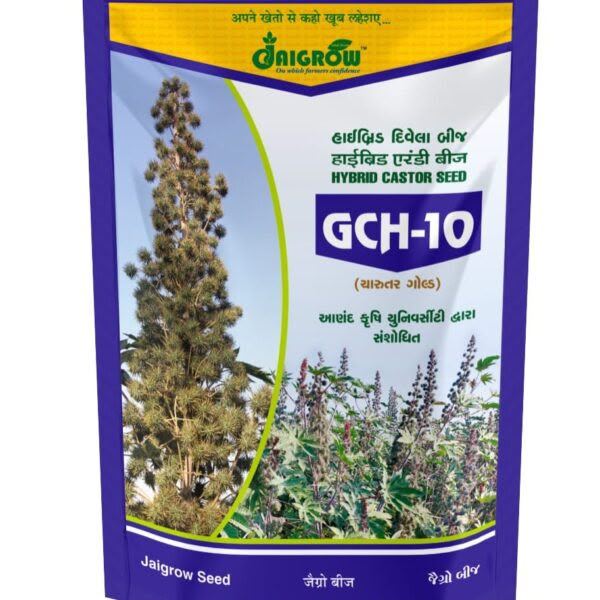 अपने खेतो से कहो खूब लहेराए...
JAIGROW™
On which farmers confidence
હાઈબ્રિડ દિવેલા બીજ
हाईब्रिड एरंडी बीज
HYBRID CASTOR SEED
GCH-10
(ચારુતર ગોલ્ડ)
આણંદ કૃષિ યુનિવર્સીટી દ્વારા
સંશોધિત
Jaigrow Seed
जैग्रो बीज
જૈગ્રો બીજ